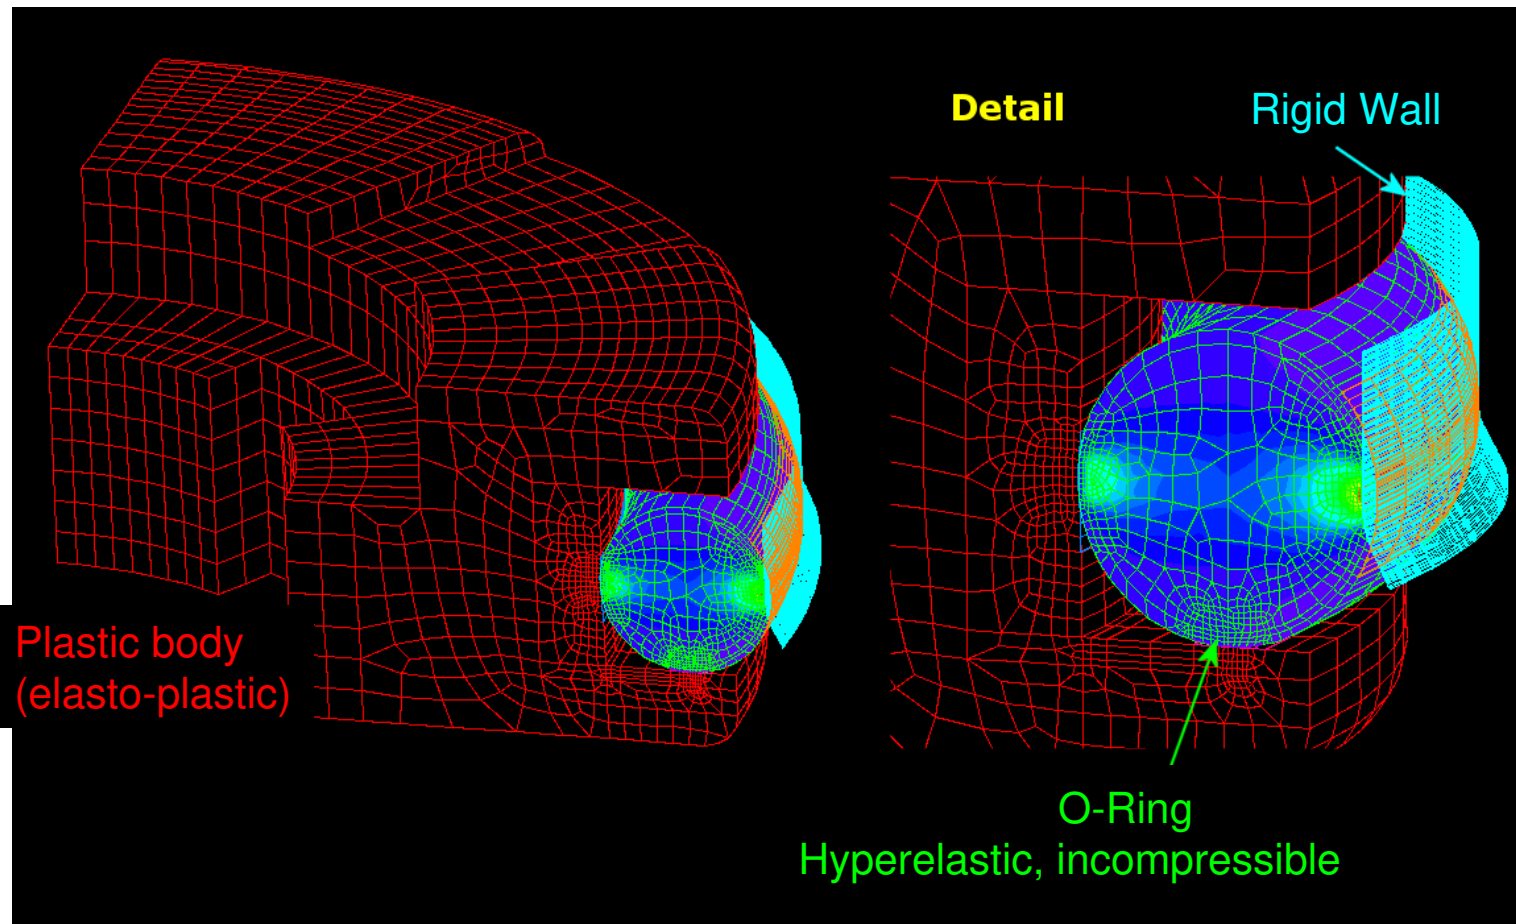 Detail
Rigid Wall
Plastic body
(elasto-plastic)
O-Ring
Hyperelastic, incompressible